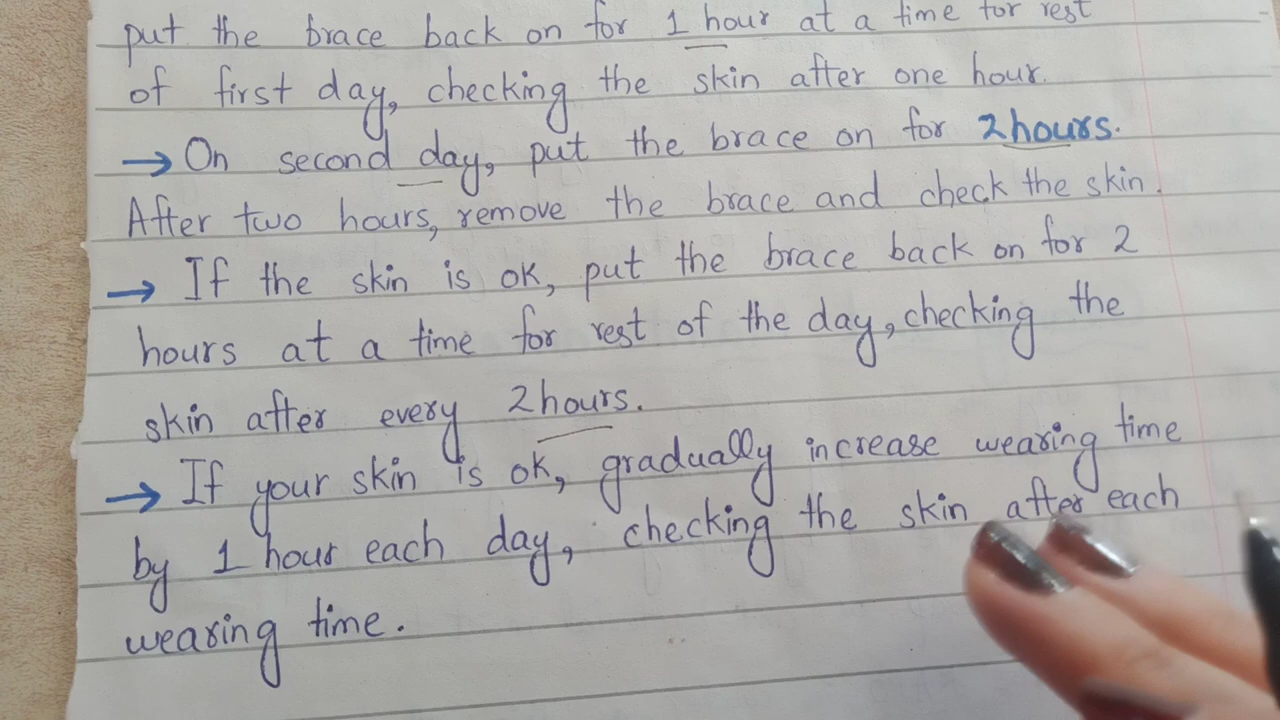 put the brace back on for 1 hour at a time for rest
of first day, checking the skin after one hour.
→ On second day, put the brace on for 2 hours.
After two hours, remove the brace and check the skin.
→ If the skin is ok, put the brace back on for 2
hours at a time for rest of the day, checking the
skin after every 2 hours.
→ If your skin is ok, gradually increase wearing time
by 1 hour each day, checking the skin after each
wearing time.